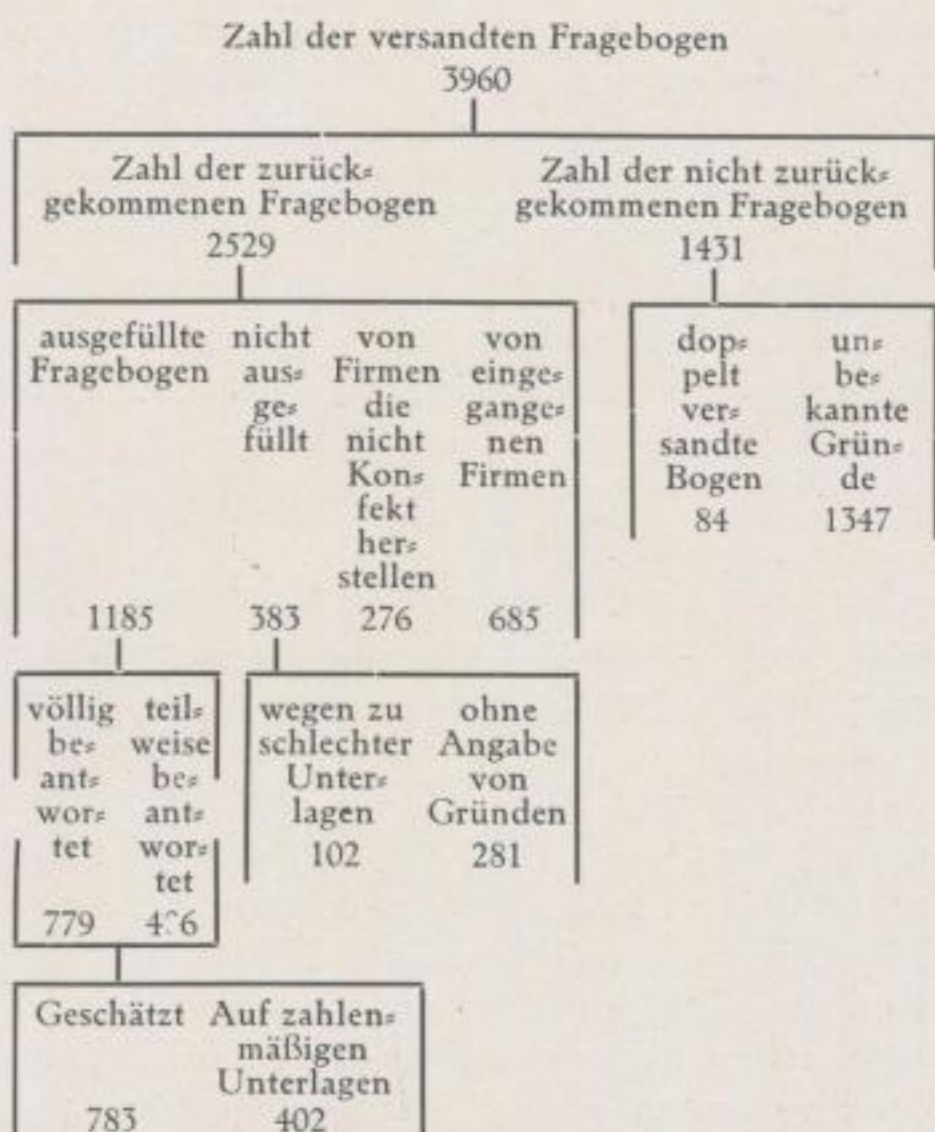 Zahl der versandten Fragebogen
3960
Zahl der zurück-
gekommenen Fragebogen
2529
Zahl der nicht zurück-
gekommenen Fragebogen
1431
ausgefüllte
Fragebogen
1185
nicht
aus-
ge-
füllt
383
von
Firmen
die
nicht
Kon-
fekt
her-
stellen
276
von
einge-
gange-
nen
Firmen
685
dop-
pelt
ver-
sandte
Bogen
84
un-
be-
kannte
Grün-
de
1347
völlig
be-
ant-
wor-
tet
779
teil-
weise
be-
ant-
wor-
tet
wegen zu
schlechter
Unter-
lagen
102
ohne
Angabe
von
Gründen
281
Geschätzt
783
Auf zahlen-
mäßigen
Unterlagen
402